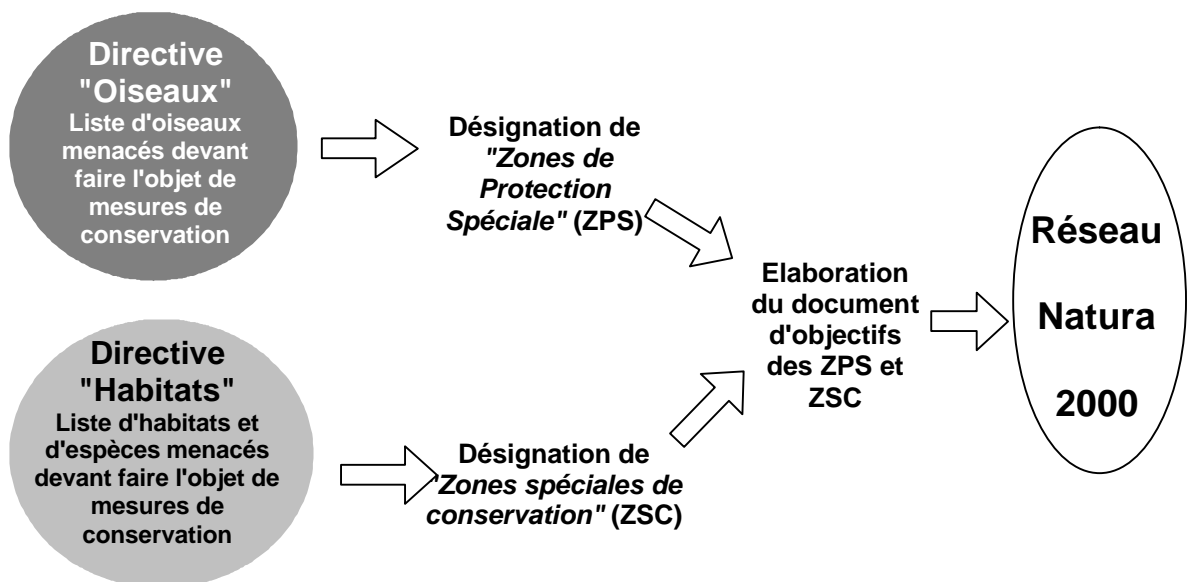 Directive
"Oiseaux"
Liste d'oiseaux
menacés devant
faire l'objet de
mesures de
conservation
Désignation de
"Zones de
Protection
Spéciale" (ZPS)
Directive
"Habitats"
Liste d'habitats et
d'espèces menacés
devant faire l'objet de
mesures de
conservation
Désignation de
"Zones spéciales de
conservation" (ZSC)
Elaboration
du document
d'objectifs
des ZPS et
ZSC
Réseau
Natura
2000